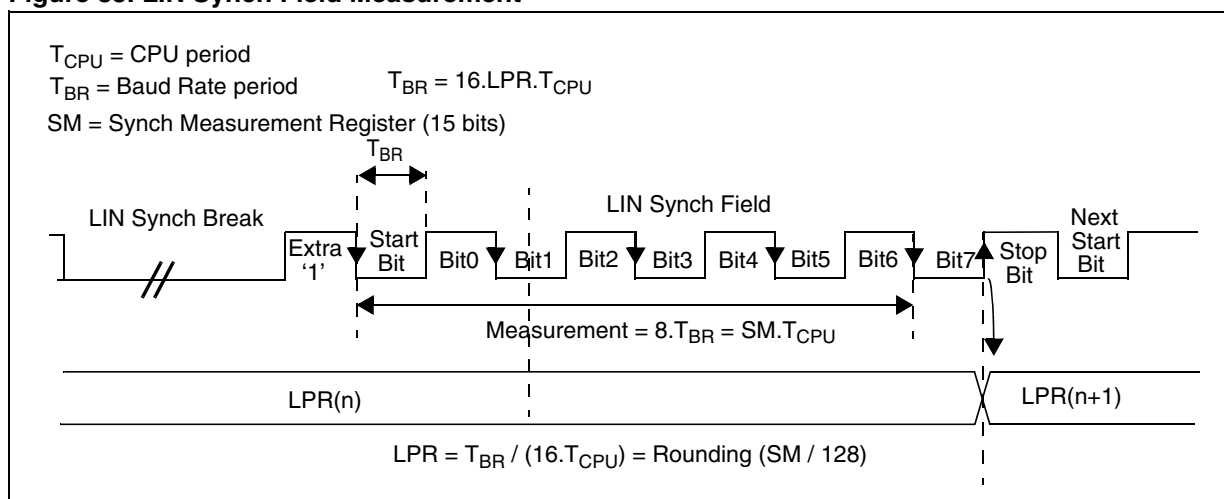 Figure 68. LIN Synch Field Measurement
T_CPU = CPU period
T_BR = Baud Rate period T_BR = 16.LPR.T_CPU
SM = Synch Measurement Register (15 bits)
T_BR
LIN Synch Break
LIN Synch Field
Next
Start
Bit
Extra
‘1’
Start
Bit
Bit0
Bit1
Bit2
Bit3
Bit4
Bit5
Bit6
Bit7
Stop
Bit
Measurement = 8.T_BR = SM.T_CPU
LPR(n)
LPR(n+1)
LPR = T_BR / (16.T_CPU) = Rounding (SM / 128)